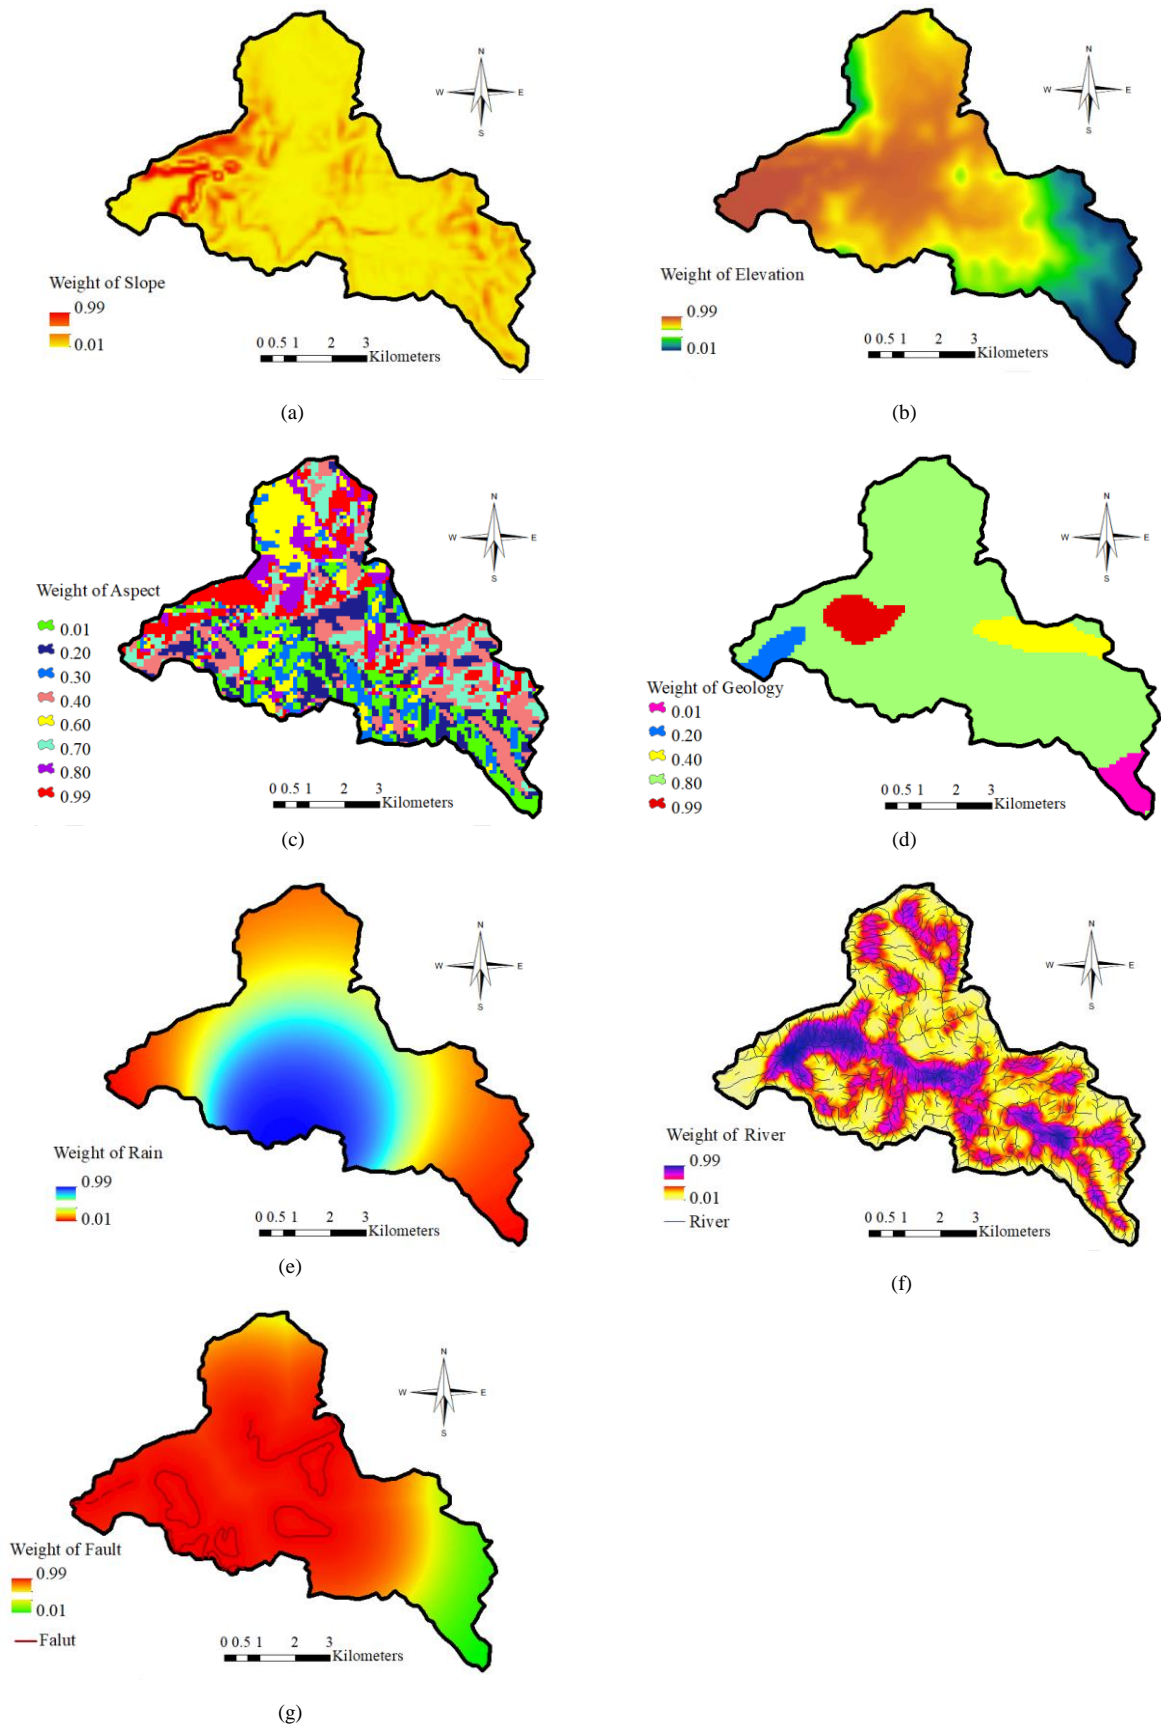 N
W E
S
Weight of Slope
0.99
0.01
0 0.5 1 2 3
Kilometers
(a)
N
W E
S
Weight of Elevation
0.99
0.01
0 0.5 1 2 3
Kilometers
(b)
N
W E
S
Weight of Aspect
0.01
0.20
0.30
0.40
0.60
0.70
0.80
0.99
0 0.5 1 2 3
Kilometers
(c)
N
W E
S
Weight of Geology
0.01
0.20
0.40
0.80
0.99
0 0.5 1 2 3
Kilometers
(d)
N
W E
S
Weight of Rain
0.99
0.01
0 0.5 1 2 3
Kilometers
(e)
N
W E
S
Weight of River
0.99
0.01
River
0 0.5 1 2 3
Kilometers
(f)
N
W E
S
Weight of Fault
0.99
0.01
Falut
0 0.5 1 2 3
Kilometers
(g)